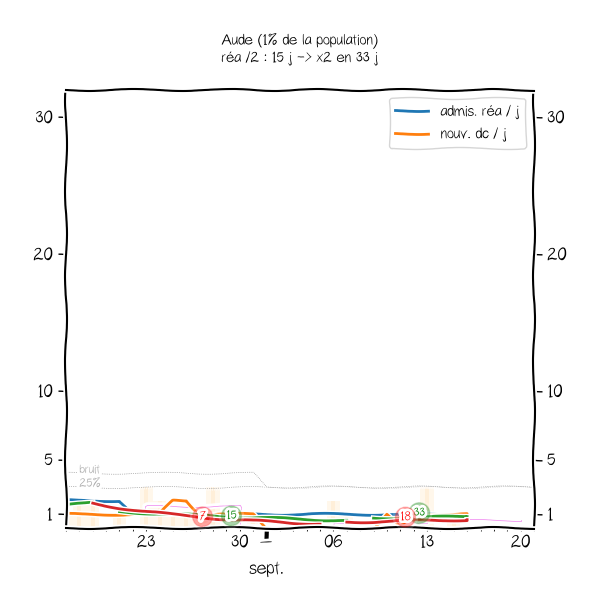 Aude (1% de la population)
réa /2 : 15 j -> x2 en 33 j
admis. réa / j
nouv. dc / j
30 30
20 20
10 10
5 5
bruit
25%
1 1
7 15 18 33
23 30 06 13 20
sept.